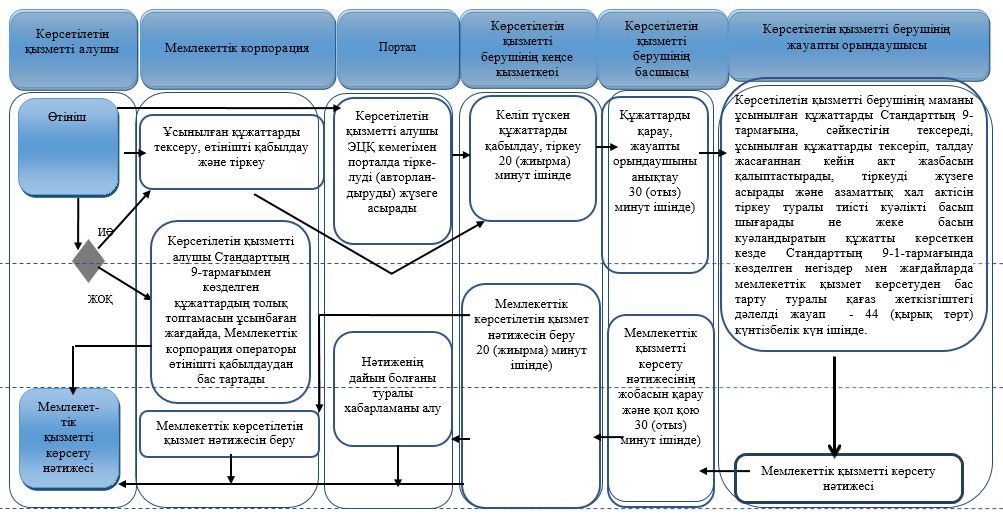 Көрсетілетін
қызметті алушы
Мемлекеттік корпорация
Портал
Көрсетілетін
қызметті
берушінің кеңсе
қызметкері
Көрсетілетін
қызметті
берушінің
басшысы
Көрсетілетін қызметті берушінің
жауапты орындаушысы
Өтініш
Ұсынылған құжаттарды
тексеру, өтінішті қабылдау
және тіркеу
Көрсетілетін
қызметті алушы
ЭЦҚ көмегімен
порталда тірке-
луді (авторлан-
дыруды) жүзеге
асырады
Келіп түскен
құжаттарды
қабылдау, тіркеу
20 (жиырма)
минут ішінде
Құжаттарды
қарау,
жауапты
орындаушыны
анықтау
30 (отыз)
минут ішінде)
Көрсетілетін қызметті берушінің маманы
ұсынылған құжаттарды Стандарттың 9-
тармағына, сәйкестігін тексереді,
ұсынылған құжаттарды тексеріп, талдау
жасағаннан кейін акт жазбасын
қалыптастырады, тіркеуді жүзеге
асырады және азаматтық хал актісін
тіркеу туралы тиісті куәлікті басып
шығарады не жеке басын
куәландыратын құжатты көрсеткен
кезде Стандарттың 9-1-тармағында
көзделген негіздер мен жағдайларда
мемлекеттік қызмет көрсетуден бас
тарту туралы қағаз жеткізгіштегі
дәлелді жауап - 44 (қырық төрт)
күнтізбелік күн ішінде.
ИӘ
ЖОҚ
Көрсетілетін қызметті
алушы Стандарттың
9-тармағымен
көзделген
құжаттардың толық
топтамасын ұсынбаған
жағдайда, Мемлекеттік
корпорация операторы
өтінішті қабылдаудан
бас тартады
Нәтиженің
дайын болғаны
туралы
хабарламаны алу
Мемлекеттік
көрсетілетін қызмет
нәтижесін беру
20 (жиырма) минут
ішінде)
Мемлекеттік
қызметті
көрсету
нәтижесінің
жобасын қарау
және қол қою
30 (отыз)
минут ішінде)
Мемлекет-
тік
қызметті
көрсету
нәтижесі
Мемлекеттік көрсетілетін
қызмет нәтижесін беру
Мемлекеттік қызметті көрсету
нәтижесі